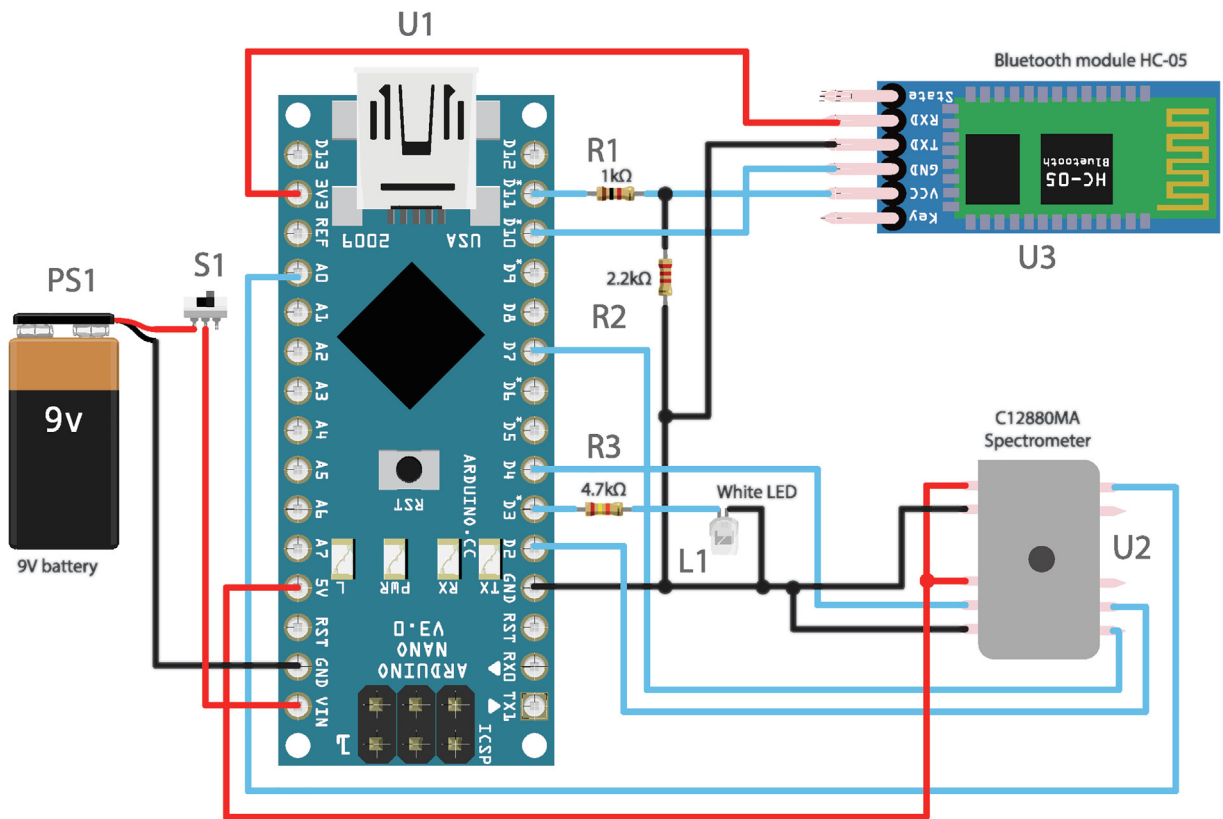 U1
Bluetooth module HC-05
State
RXD
TXD
GND
VCC
Key
HC-05
Bluetooth
U3
R1
1kΩ
2.2kΩ
R2
PS1
S1
9v
9V battery
D13
3V3
REF
A0
A1
A2
A3
A4
A5
A6
A7
5V
RST
GND
VIN
D12
D11*
D10*
D9*
D8
D7
D6*
D5*
D4
D3*
D2
GND
RST
RX0
TX1
2009
USA
RST
ARDUINO.CC
L
PWR
RX
TX
ARDUINO
NANO
V3.0
1
ICSP
R3
4.7kΩ
White LED
L1
C12880MA
Spectrometer
U2